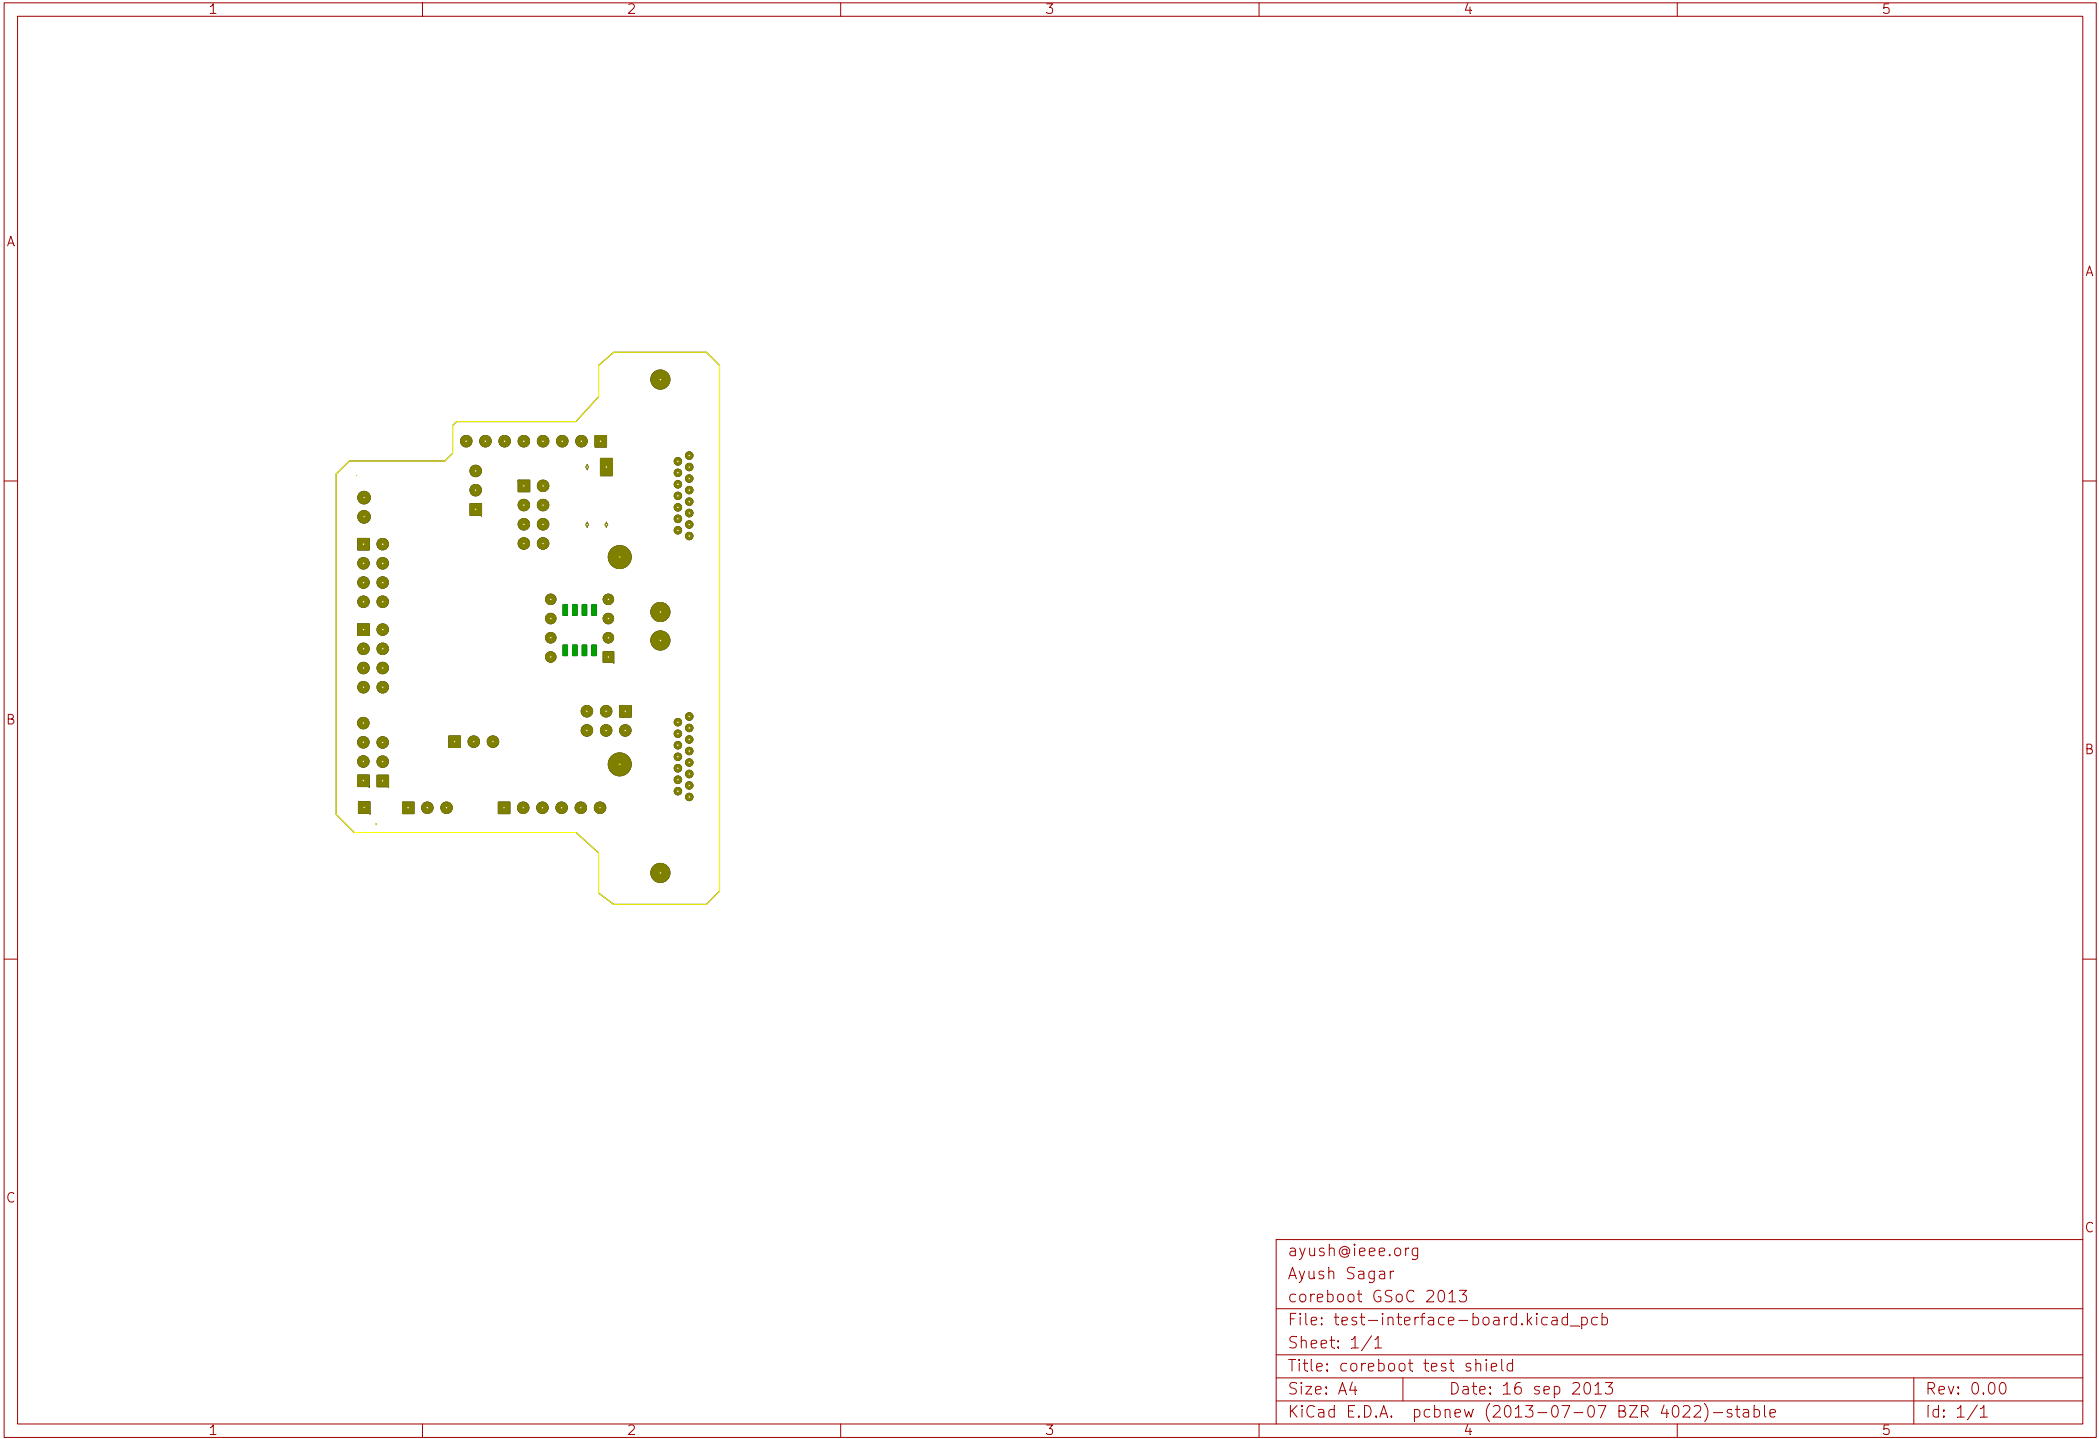 1 2 3 4 5
A A
B B
C C
ayush@ieee.org
Ayush Sagar
coreboot GSoC 2013
File: test-interface-board.kicad_pcb
Sheet: 1/1
Title: coreboot test shield
Size: A4 Date: 16 sep 2013 Rev: 0.00
KiCad E.D.A. pcbnew (2013-07-07 BZR 4022)-stable Id: 1/1
1 2 3 4 5